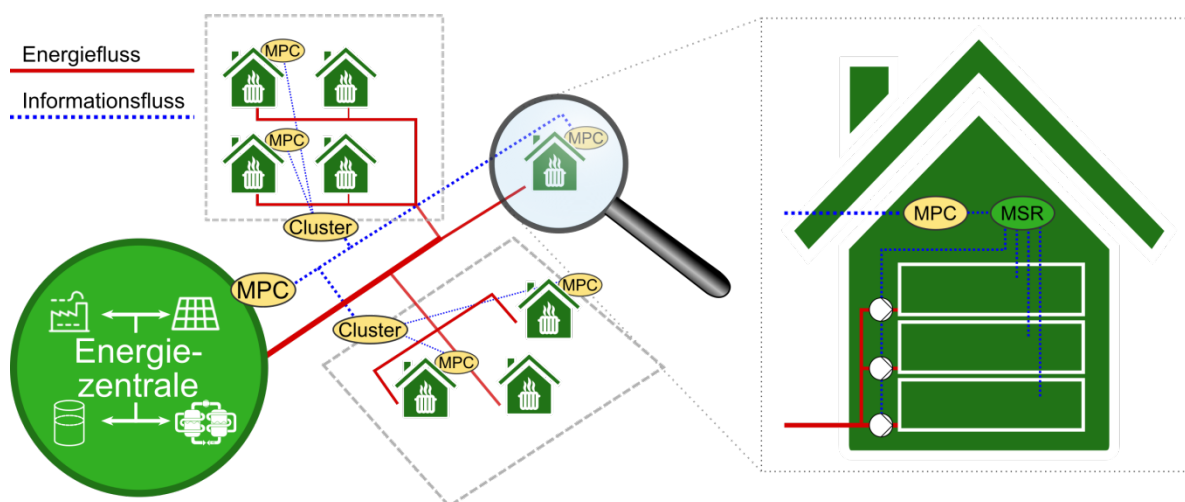 Energiefluss
Informationsfluss
MPC
MPC
Cluster
MPC
MPC
Energie-
zentrale
Cluster
MPC
MPC
MPC
MSR